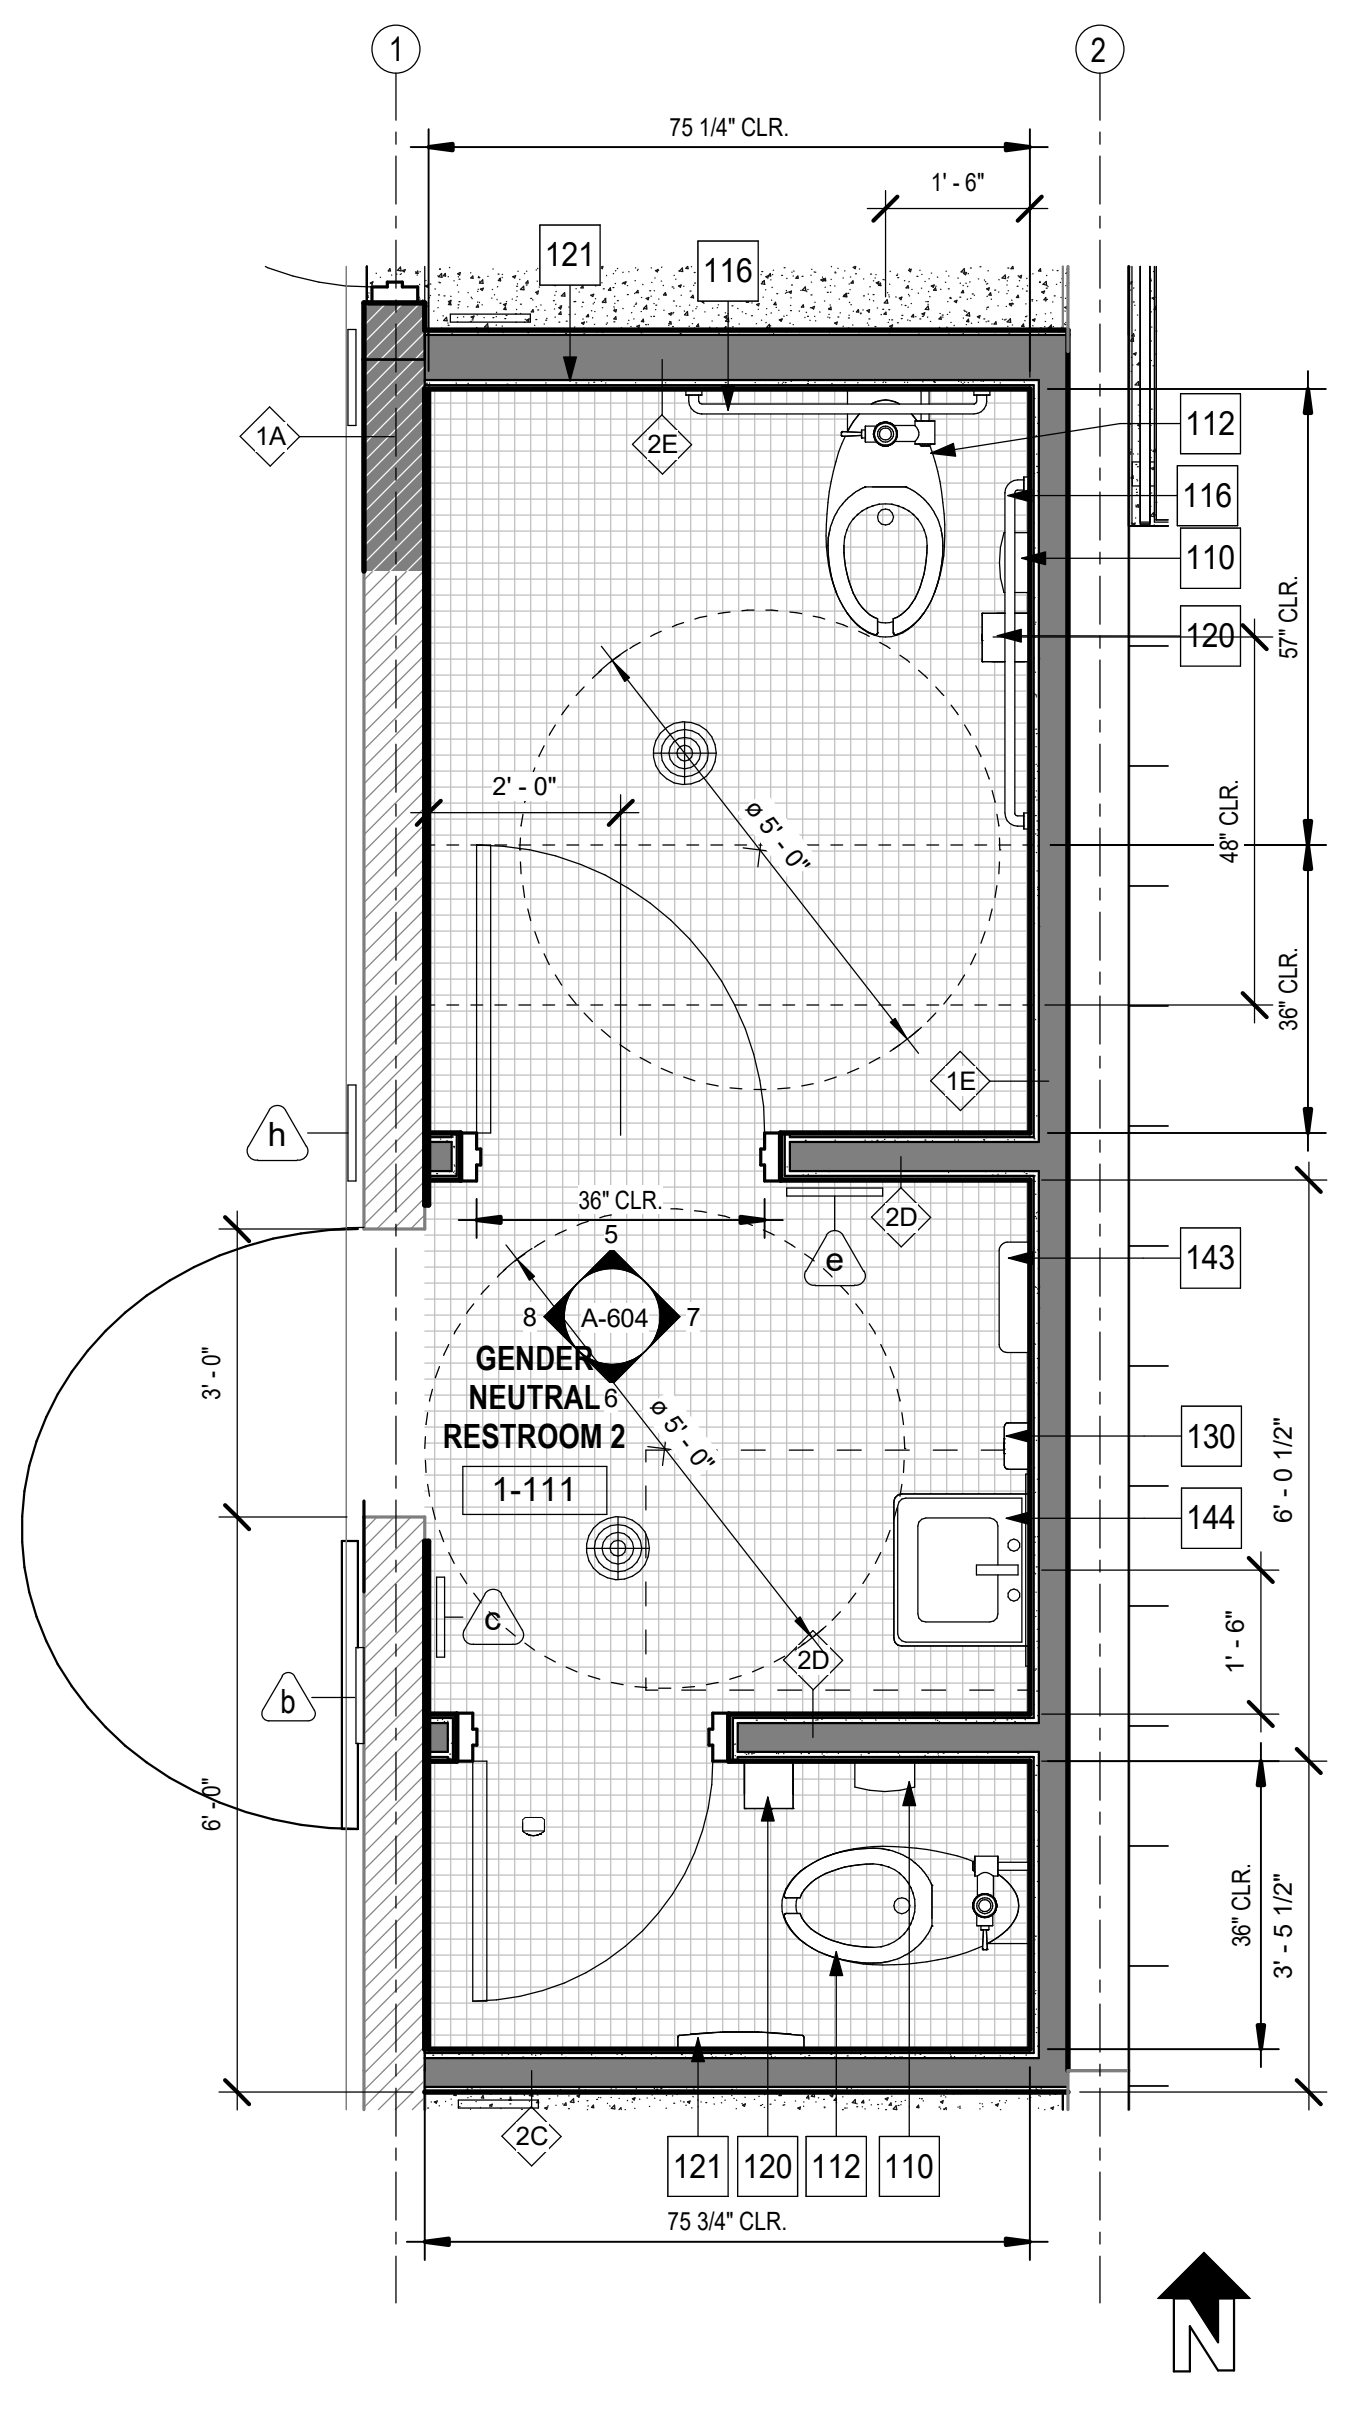 1
2
75 1/4" CLR.
1' - 6"
121
116
112
1A
2E
116
110
57" CLR.
120
2' - 0"
ø 5' - 0"
48" CLR.
36" CLR.
1E
h
36" CLR.
2D
5
e
143
8
A-604
7
3' - 0"
GENDER
NEUTRAL
6
RESTROOM 2
ø 5' - 0"
130
6' - 0 1/2"
1-111
144
c
1' - 6"
2D
b
6' - 0"
36" CLR.
3' - 5 1/2"
2C
121
120
112
110
75 3/4" CLR.
N